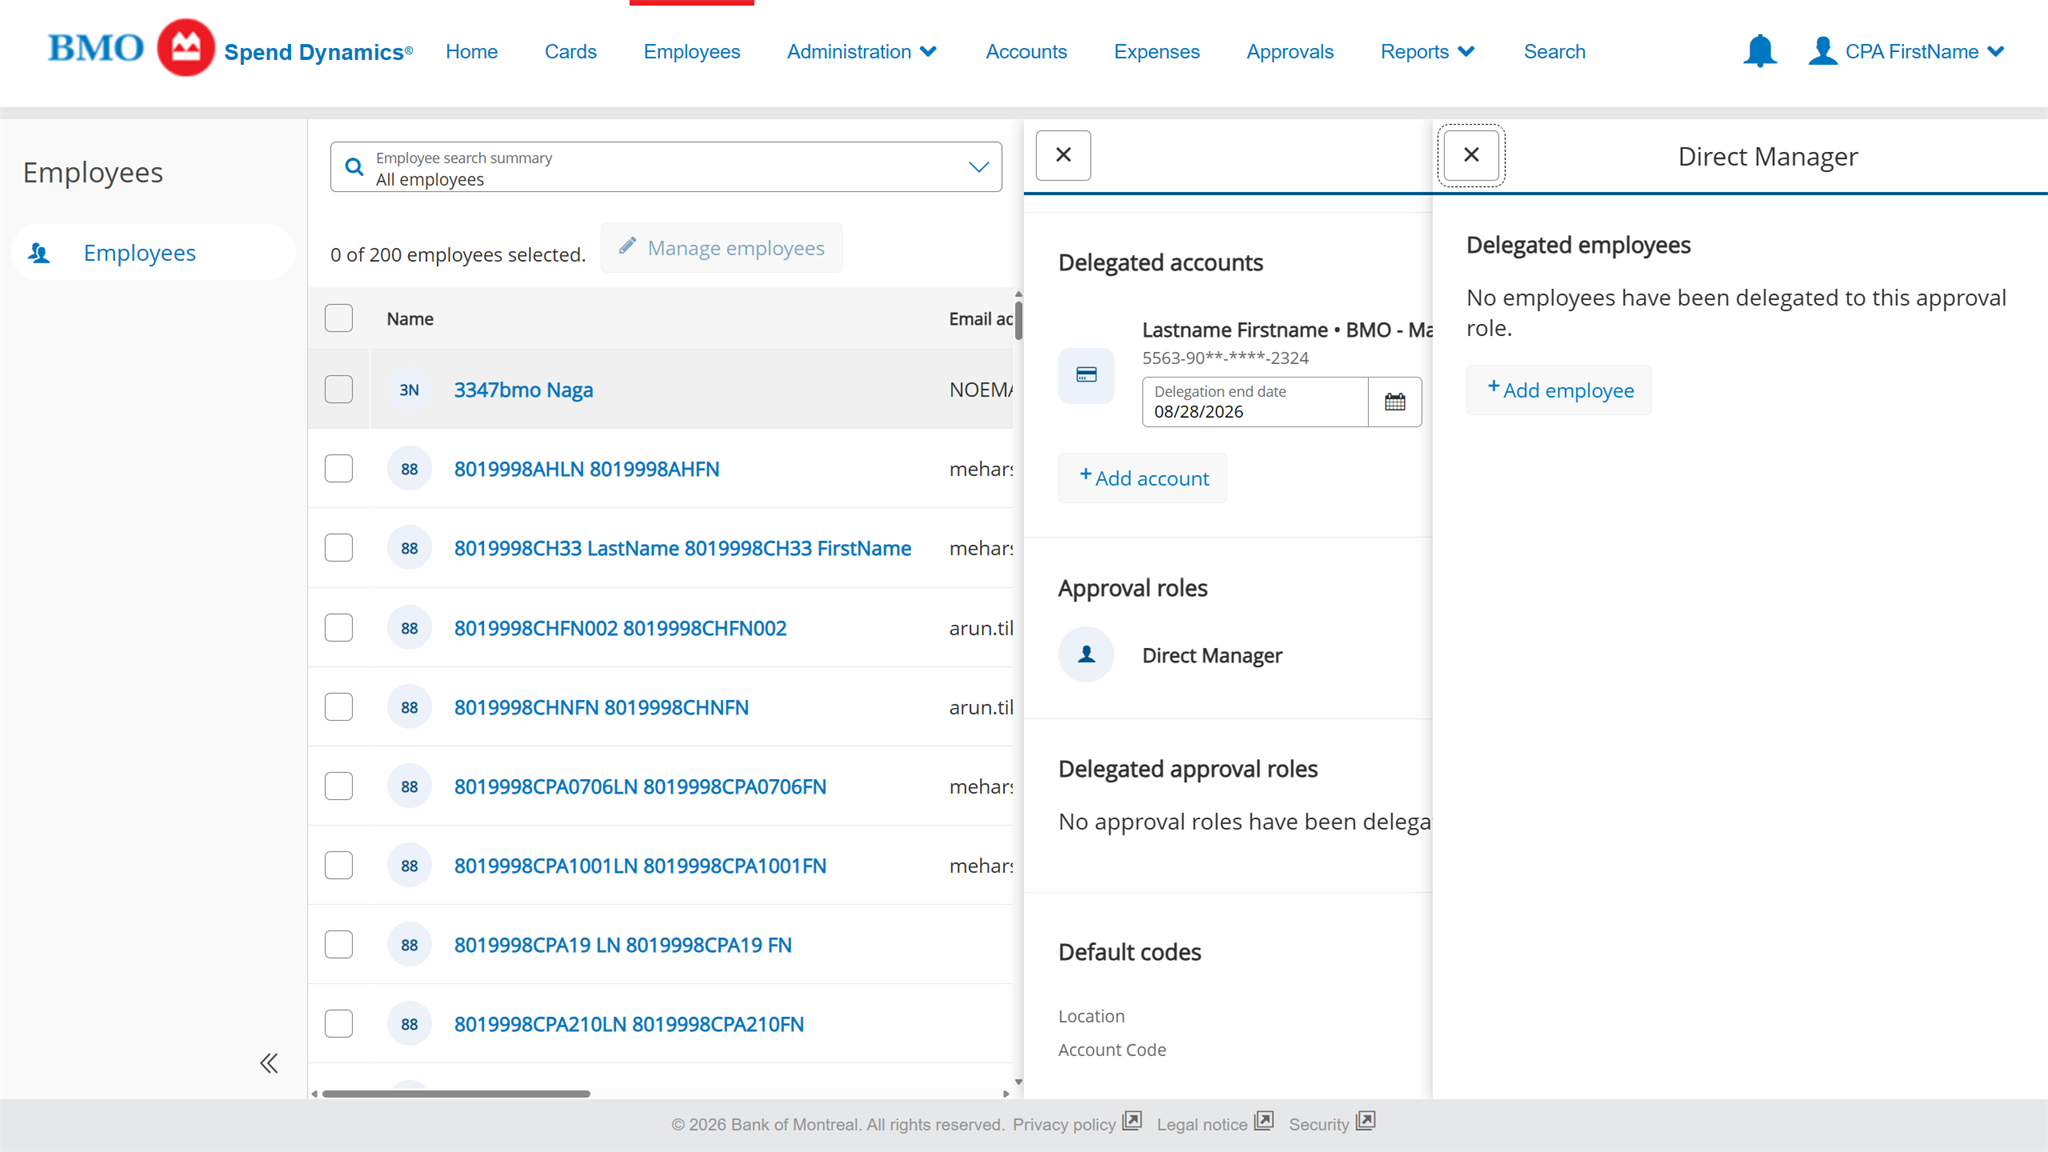 BMO Spend Dynamics® Home Cards Employees Administration Accounts Expenses Approvals Reports Search CPA FirstName
Employees
Employees
Employee search summary
All employees
0 of 200 employees selected.
Manage employees
Name Email ad
3N 3347bmo Naga NOEMA
88 8019998AHLN 8019998AHFN mehars
88 8019998CH33 LastName 8019998CH33 FirstName mehars
88 8019998CHFN002 8019998CHFN002 arun.til
88 8019998CHNFN 8019998CHNFN arun.til
88 8019998CPA0706LN 8019998CPA0706FN mehars
88 8019998CPA1001LN 8019998CPA1001FN mehars
88 8019998CPA19 LN 8019998CPA19 FN
88 8019998CPA210LN 8019998CPA210FN
Delegated accounts
Lastname Firstname • BMO - Ma
5563-90**-****-2324
Delegation end date
08/28/2026
+ Add account
Approval roles
Direct Manager
Delegated approval roles
No approval roles have been delega
Default codes
Location
Account Code
Direct Manager
Delegated employees
No employees have been delegated to this approval
role.
+ Add employee
© 2026 Bank of Montreal. All rights reserved. Privacy policy Legal notice Security